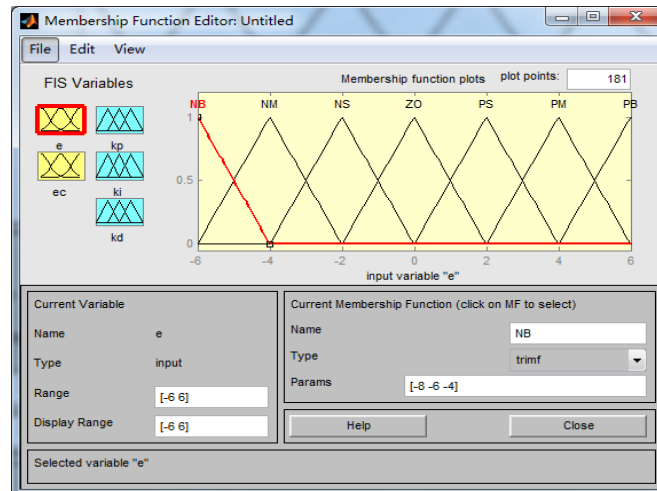 Membership Function Editor: Untitled
File Edit View
FIS Variables
Membership function plots plot points: 181
NB NM NS ZO PS PM PB
1
0.5
0
-6 -4 -2 0 2 4 6
input variable "e"
e kp
ec ki
kd
Current Variable
Name e
Type input
Range [-6 6]
Display Range [-6 6]
Current Membership Function (click on MF to select)
Name NB
Type trimf
Params [-8 -6 -4]
Help Close
Selected variable "e"